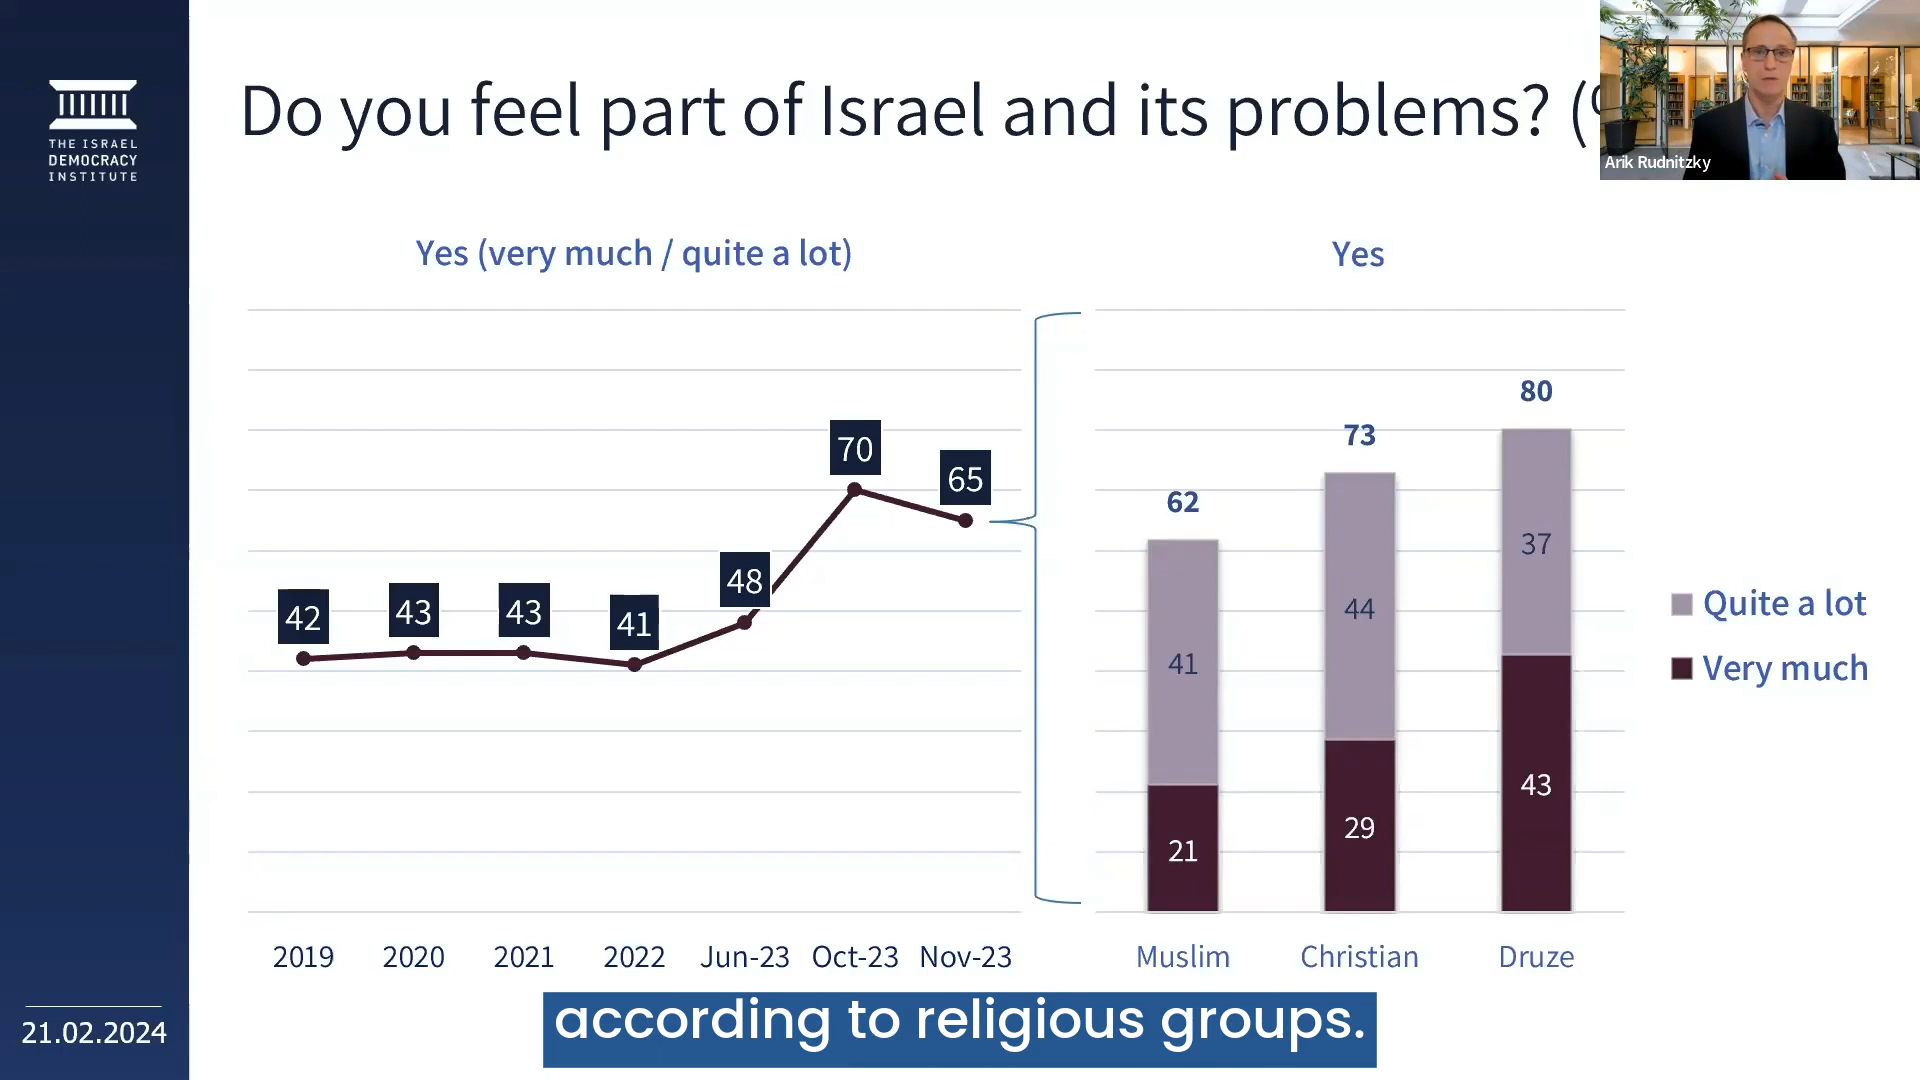 THE ISRAEL
DEMOCRACY
INSTITUTE
Do you feel part of Israel and its problems? (
Arik Rudnitzky
Yes (very much / quite a lot)
42
43
43
41
48
70
65
2019
2020
2021
2022
Jun-23
Oct-23
Nov-23
Yes
62
73
80
41
44
37
21
29
43
Muslim
Christian
Druze
Quite a lot
Very much
21.02.2024
according to religious groups.